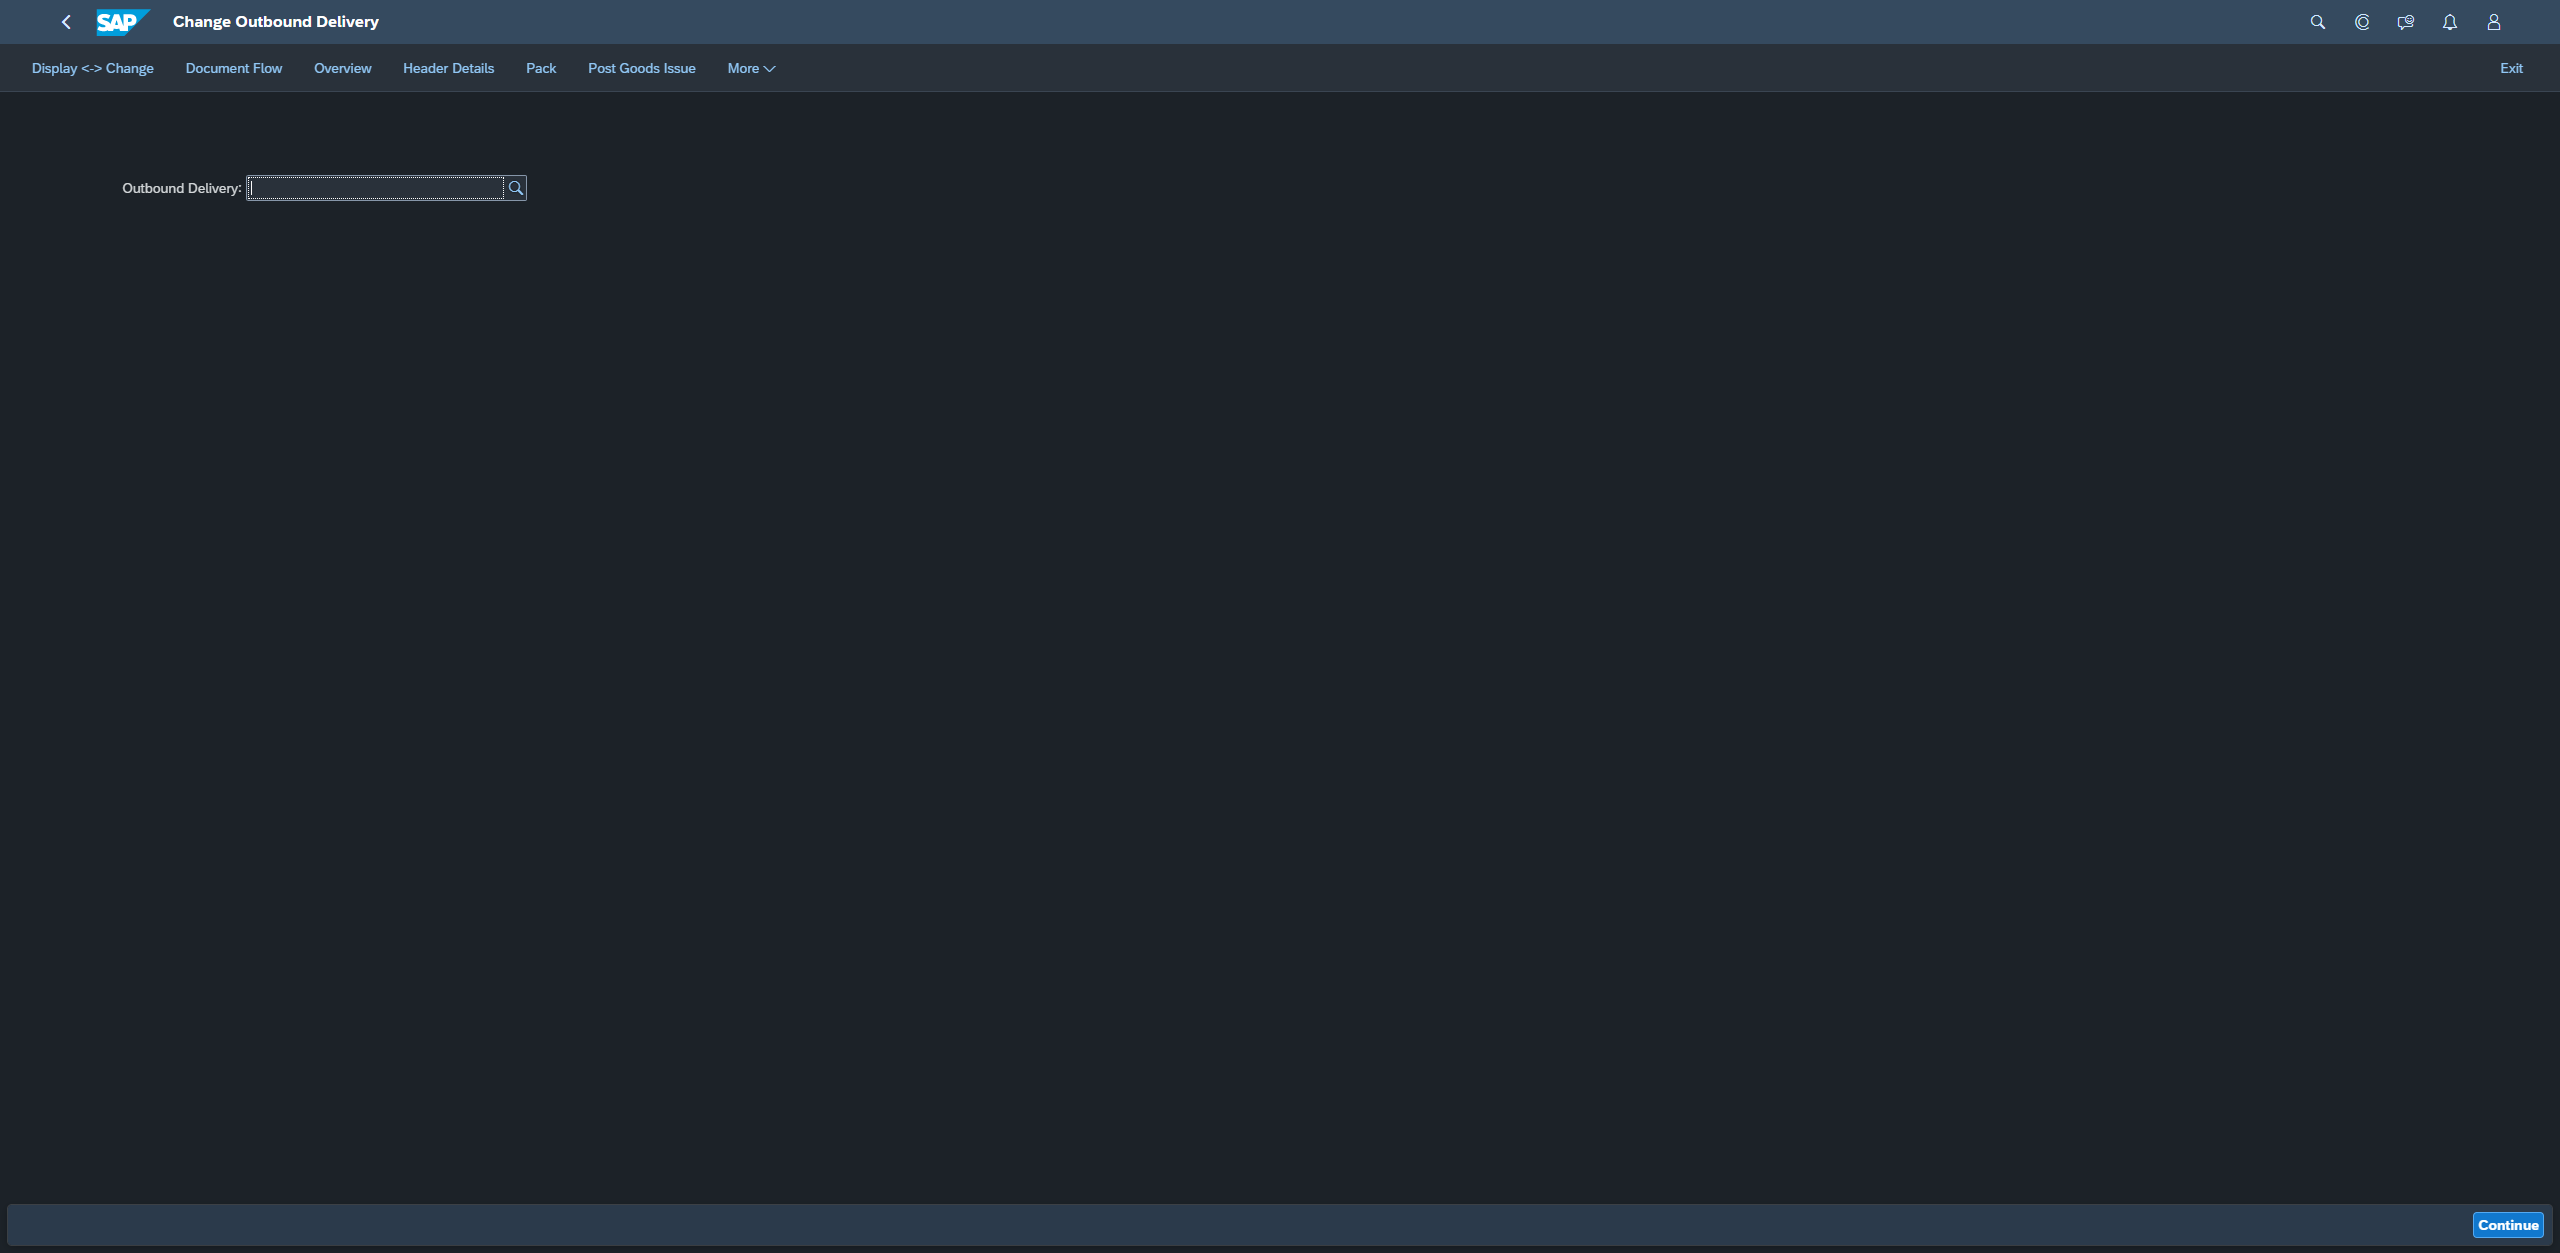 SAP Change Outbound Delivery
Display <-> Change Document Flow Overview Header Details Pack Post Goods Issue More Exit
Outbound Delivery:
Continue